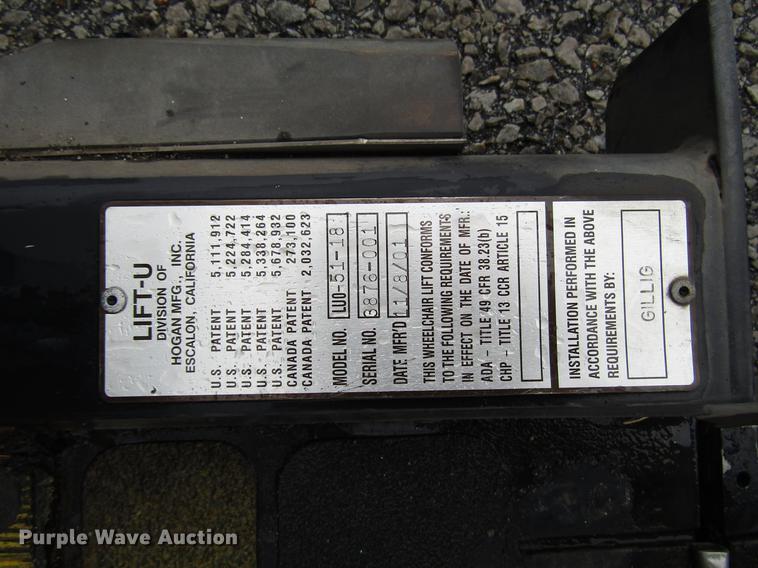 LIFT-U
DIVISION OF
HOGAN MFG., INC.
ESCALON, CALIFORNIA
U.S. PATENT 5,111,912
U.S. PATENT 5,224,722
U.S. PATENT 5,284,414
U.S. PATENT 5,338,264
U.S. PATENT 5,678,932
CANADA PATENT 273,100
CANADA PATENT 2,032,623
MODEL NO. LU0-51-18
SERIAL NO. 3876-001
DATE MFR'D 11/8/01
THIS WHEELCHAIR LIFT CONFORMS
TO THE FOLLOWING REQUIREMENTS
IN EFFECT ON THE DATE OF MFR.:
ADA - TITLE 49 CFR 38.23(b)
CHP - TITLE 13 CCR ARTICLE 15
INSTALLATION PERFORMED IN
ACCORDANCE WITH THE ABOVE
REQUIREMENTS BY:
GILLIG
Purple Wave Auction